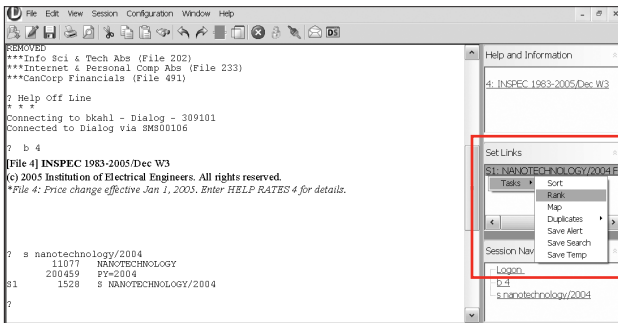 File Edit View Session Configuration Window Help
DS
REMOVED
***Info Sci & Tech Abs (File 202)
***Internet & Personal Comp Abs (File 233)
***CanCorp Financials (File 491)
? Help Off Line
* * *
Connecting to bkahl - Dialog - 309101
Connected to Dialog via SMS00106
? b 4
[File 4] INSPEC 1983-2005/Dec W3
(c) 2005 Institution of Electrical Engineers. All rights reserved.
*File 4: Price change effective Jan 1, 2005. Enter HELP RATES 4 for details.
? s nanotechnology/2004
11077 NANOTECHNOLOGY
200459 PY=2004
S1 1528 S NANOTECHNOLOGY/2004
?
Help and Information
4: INSPEC 1983-2005/Dec W3
Set Links
S1: NANOTECHNOLOGY/2004 F
Tasks
Sort
Rank
Map
Duplicates
Save Alert
Save Search
Save Temp
Session Nav
Logon
b 4
s nanotechnology/2004